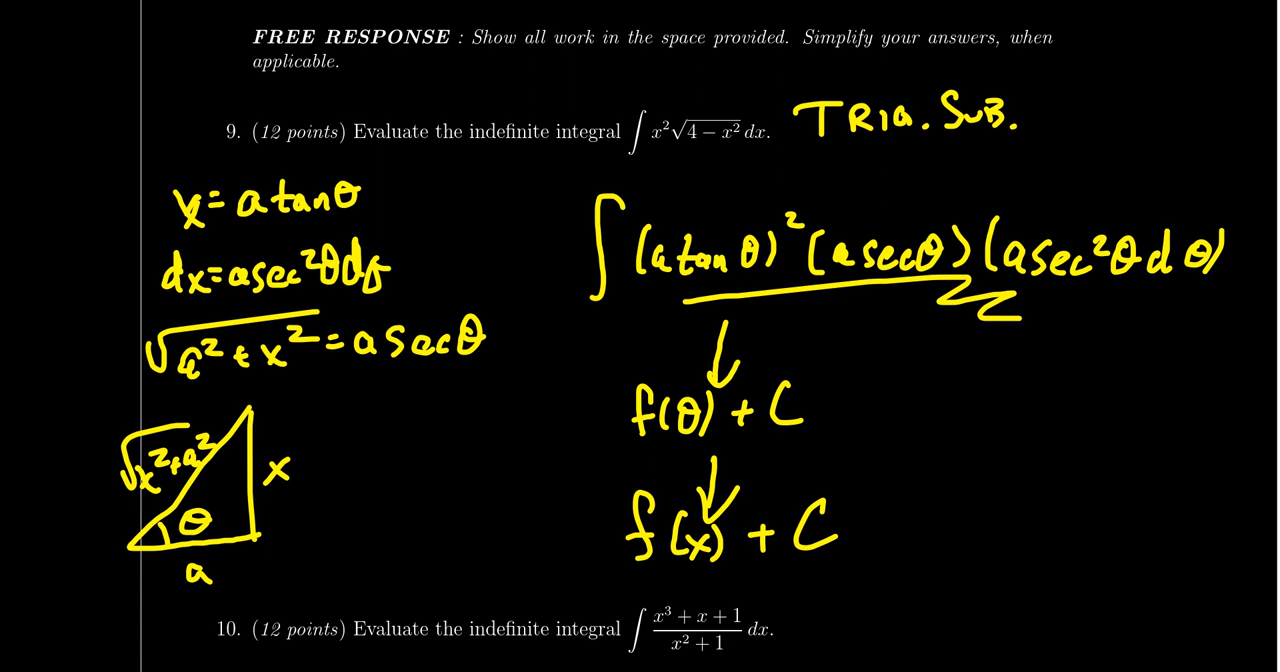 FREE RESPONSE : Show all work in the space provided. Simplify your answers, when
applicable.
9. (12 points) Evaluate the indefinite integral ∫ x²√(4 − x²) dx. TRIG. SUB.
x = a tan θ
dx = a sec²θ dθ
√(a² + x²) = a sec θ
∫ (a tan θ)² (a sec θ) (a sec²θ d θ)
f(θ) + C
f(x) + C
√(x² + a²)
x
θ
a
10. (12 points) Evaluate the indefinite integral ∫ (x³ + x + 1)/(x² + 1) dx.